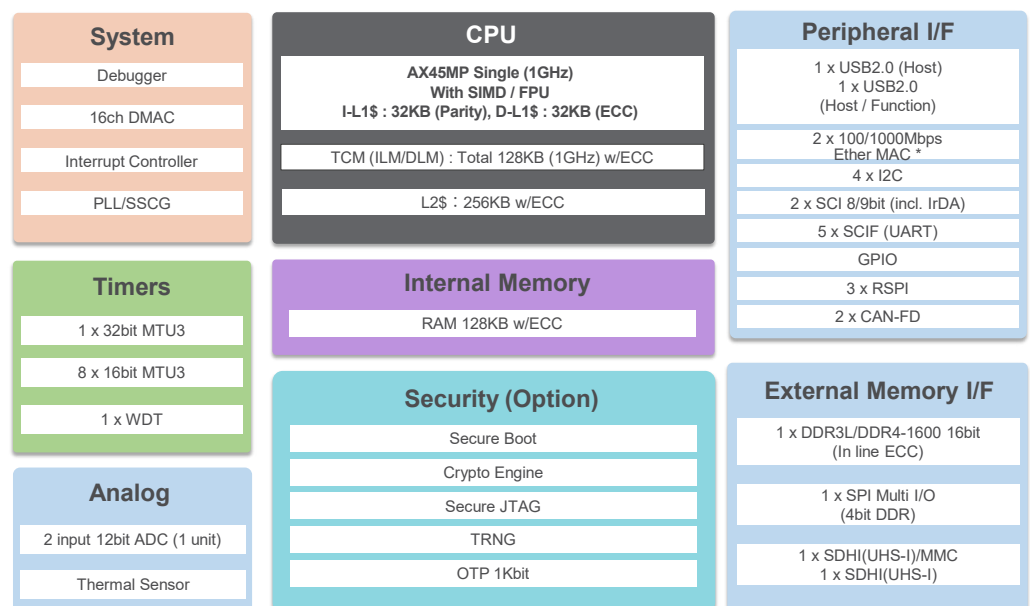 System
Debugger
16ch DMAC
Interrupt Controller
PLL/SSCG
Timers
1 x 32bit MTU3
8 x 16bit MTU3
1 x WDT
Analog
2 input 12bit ADC (1 unit)
Thermal Sensor
CPU
AX45MP Single (1GHz)
With SIMD / FPU
I-L1$ : 32KB (Parity), D-L1$ : 32KB (ECC)
TCM (ILM/DLM) : Total 128KB (1GHz) w/ECC
L2$：256KB w/ECC
Internal Memory
RAM 128KB w/ECC
Security (Option)
Secure Boot
Crypto Engine
Secure JTAG
TRNG
OTP 1Kbit
Peripheral I/F
1 x USB2.0 (Host)
1 x USB2.0
(Host / Function)
2 x 100/1000Mbps
Ether MAC *
4 x I2C
2 x SCI 8/9bit (incl. IrDA)
5 x SCIF (UART)
GPIO
3 x RSPI
2 x CAN-FD
External Memory I/F
1 x DDR3L/DDR4-1600 16bit
(In line ECC)
1 x SPI Multi I/O
(4bit DDR)
1 x SDHI(UHS-I)/MMC
1 x SDHI(UHS-I)